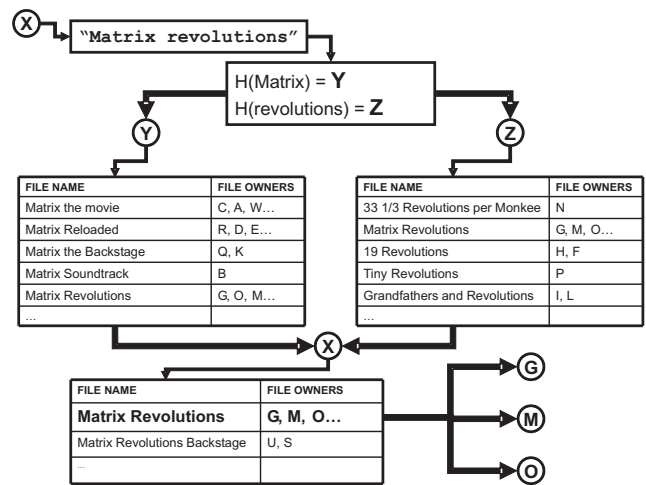 X
"Matrix revolutions"
H(Matrix) = Y
H(revolutions) = Z
Y
Z
FILE NAME FILE OWNERS
Matrix the movie C, A, W…
Matrix Reloaded R, D, E…
Matrix the Backstage Q, K
Matrix Soundtrack B
Matrix Revolutions G, O, M…
...
FILE NAME FILE OWNERS
33 1/3 Revolutions per Monkee N
Matrix Revolutions G, M, O…
19 Revolutions H, F
Tiny Revolutions P
Grandfathers and Revolutions I, L
...
X
FILE NAME FILE OWNERS
Matrix Revolutions G, M, O…
Matrix Revolutions Backstage U, S
...
G
M
O